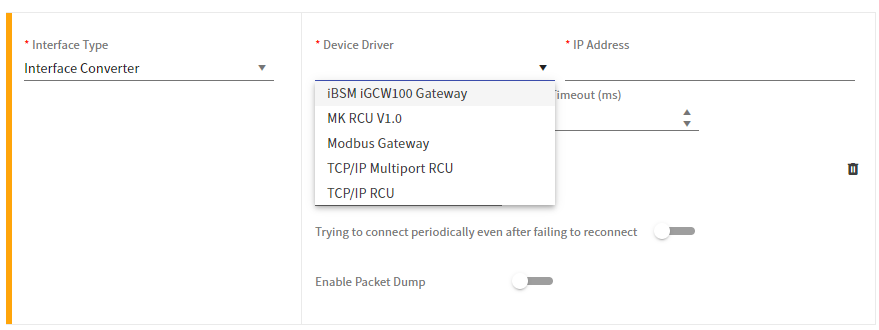 * Interface Type
Interface Converter
* Device Driver
* IP Address
iBSM iGCW100 Gateway
MK RCU V1.0
Modbus Gateway
TCP/IP Multiport RCU
TCP/IP RCU
Timeout (ms)
Trying to connect periodically even after failing to reconnect
Enable Packet Dump